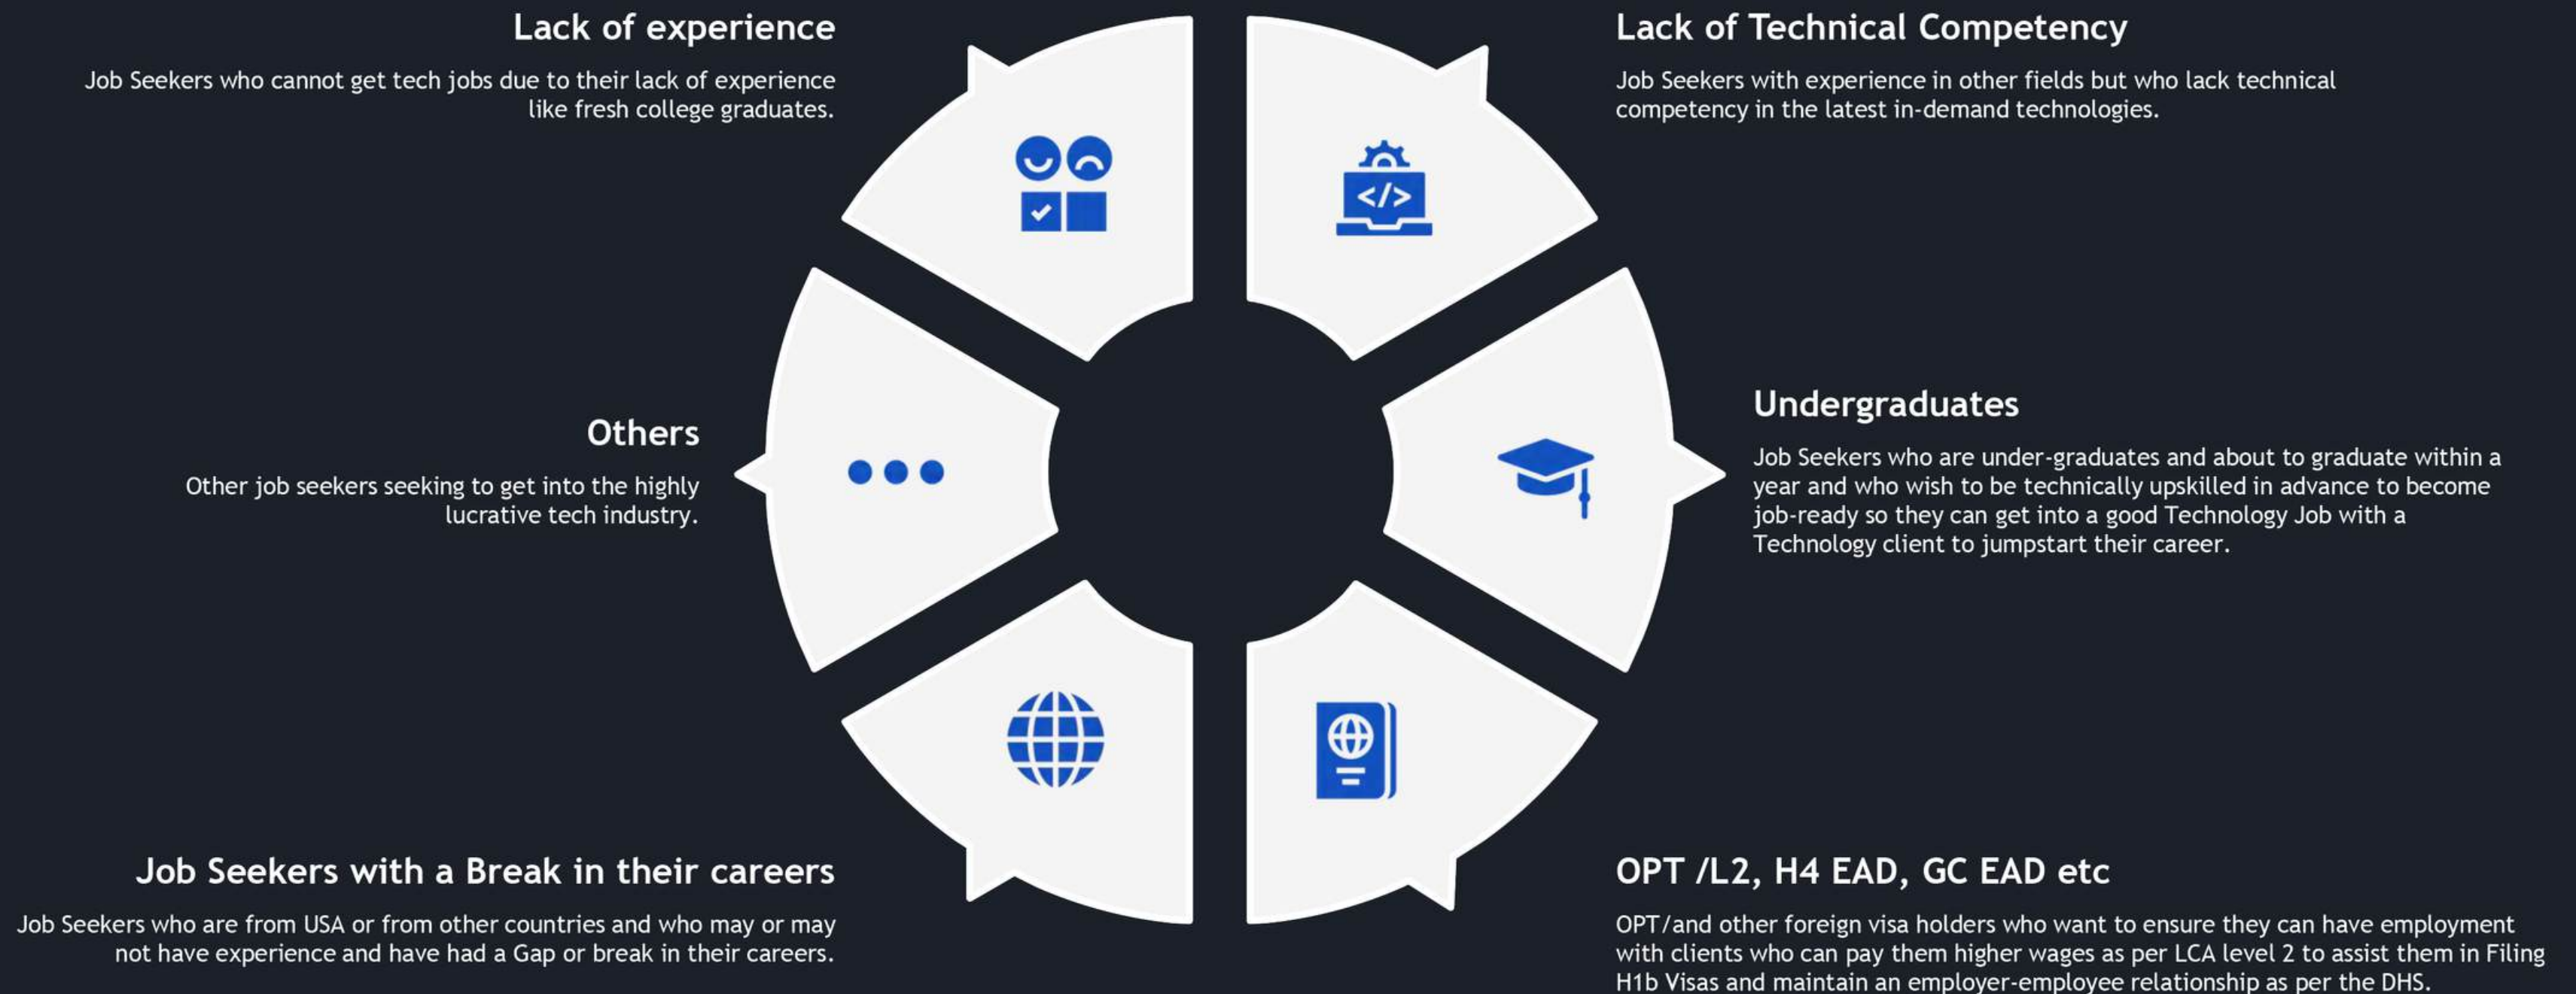 Lack of experience
Job Seekers who cannot get tech jobs due to their lack of experience
like fresh college graduates.
Lack of Technical Competency
Job Seekers with experience in other fields but who lack technical
competency in the latest in-demand technologies.
</>
Others
Other job seekers seeking to get into the highly
lucrative tech industry.
Undergraduates
Job Seekers who are under-graduates and about to graduate within a
year and who wish to be technically upskilled in advance to become
job-ready so they can get into a good Technology Job with a
Technology client to jumpstart their career.
Job Seekers with a Break in their careers
Job Seekers who are from USA or from other countries and who may or may
not have experience and have had a Gap or break in their careers.
OPT /L2, H4 EAD, GC EAD etc
OPT/and other foreign visa holders who want to ensure they can have employment
with clients who can pay them higher wages as per LCA level 2 to assist them in Filing
H1b Visas and maintain an employer-employee relationship as per the DHS.